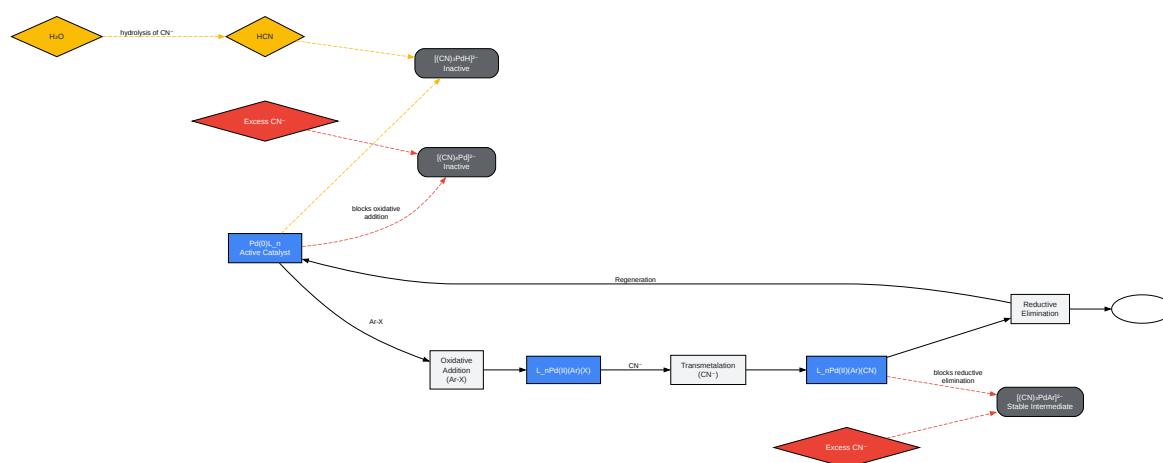 H₂O
hydrolysis of CN⁻
HCN
[(CN)₃PdH]²⁻
Inactive
Excess CN⁻
[(CN)₄Pd]²⁻
Inactive
blocks oxidative
addition
Pd(0)L_n
Active Catalyst
Regeneration
Reductive
Elimination
Ar-X
Oxidative
Addition
(Ar-X)
L_nPd(II)(Ar)(X)
CN⁻
Transmetalation
(CN⁻)
L_nPd(II)(Ar)(CN)
blocks reductive
elimination
[(CN)₃PdAr]²⁻
Stable Intermediate
Excess CN⁻